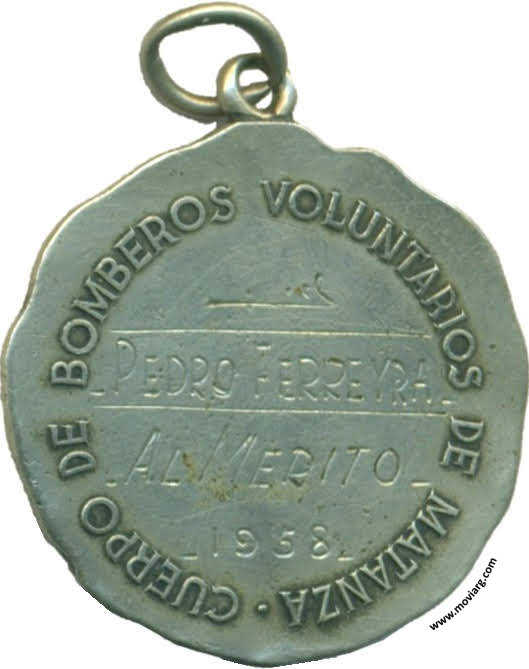 CUERPO DE BOMBEROS VOLUNTARIOS DE MATANZA •
PEDRO FERREYRA
AL MERITO
1958
www.moviarg.com